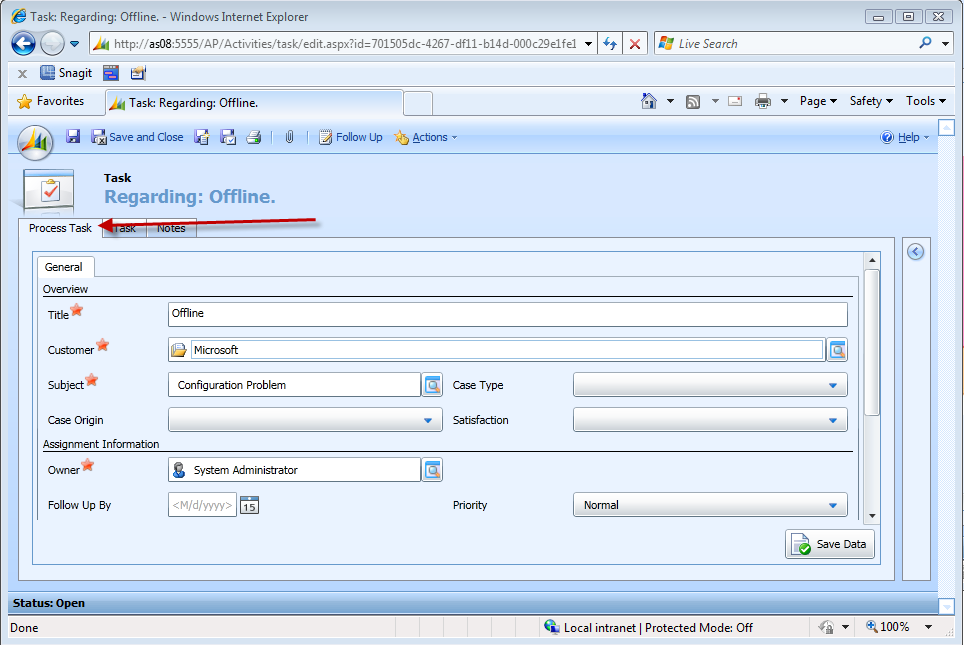 Task: Regarding: Offline. - Windows Internet Explorer
http://as08:5555/AP/Activities/task/edit.aspx?id=701505dc-4267-df11-b14d-000c29e1fe1 Live Search
x Snagit
Favorites Task: Regarding: Offline. Page Safety Tools
Save and Close Follow Up Actions Help
Task
Regarding: Offline.
Process Task Task Notes
General
Overview
Title Offline
Customer Microsoft
Subject Configuration Problem Case Type
Case Origin Satisfaction
Assignment Information
Owner System Administrator
Follow Up By <M/d/yyyy> 15 Priority Normal
Save Data
Status: Open
Done Local intranet | Protected Mode: Off 100%